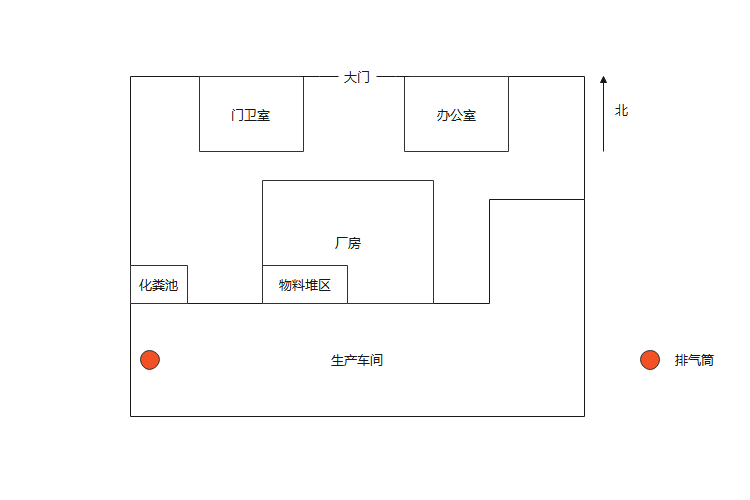 大门
门卫室
办公室
北
厂房
化粪池
物料堆区
生产车间
排气筒